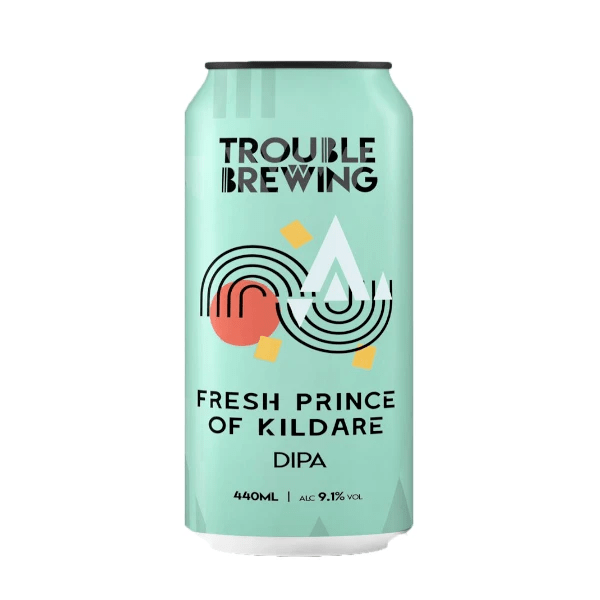 TROUBLE
BREWING
FRESH PRINCE
OF KILDARE
DIPA
440ML | ALC 9.1% VOL